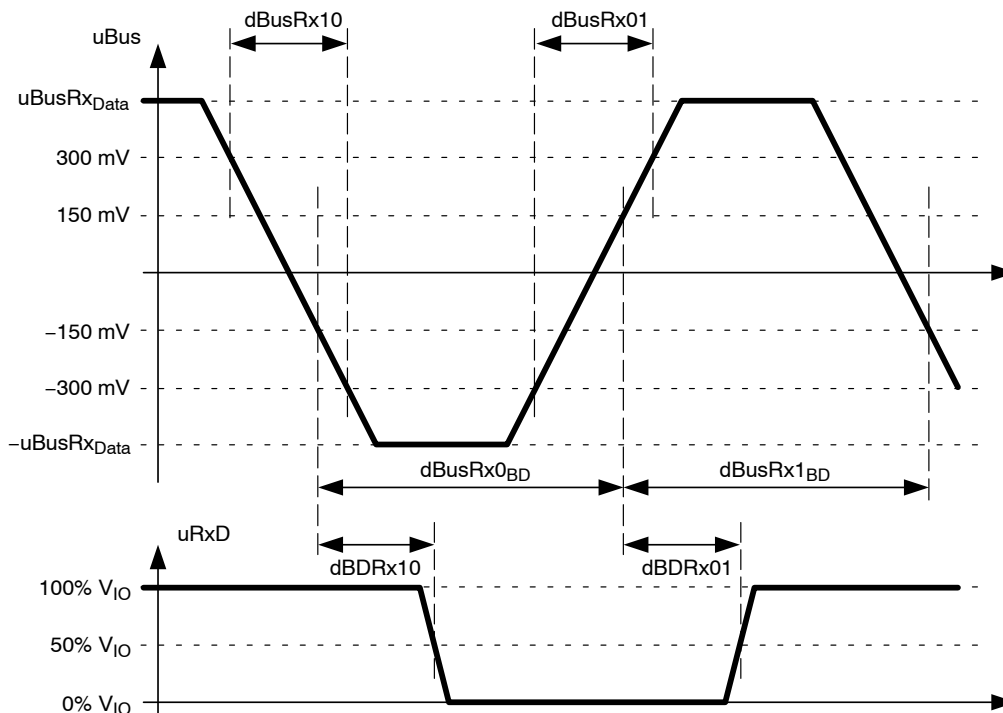 dBusRx10
dBusRx01
uBus
uBusRxData
300 mV
150 mV
−150 mV
−300 mV
−uBusRxData
dBusRx0BD
dBusRx1BD
uRxD
dBDRx10
dBDRx01
100% VIO
50% VIO
0% VIO